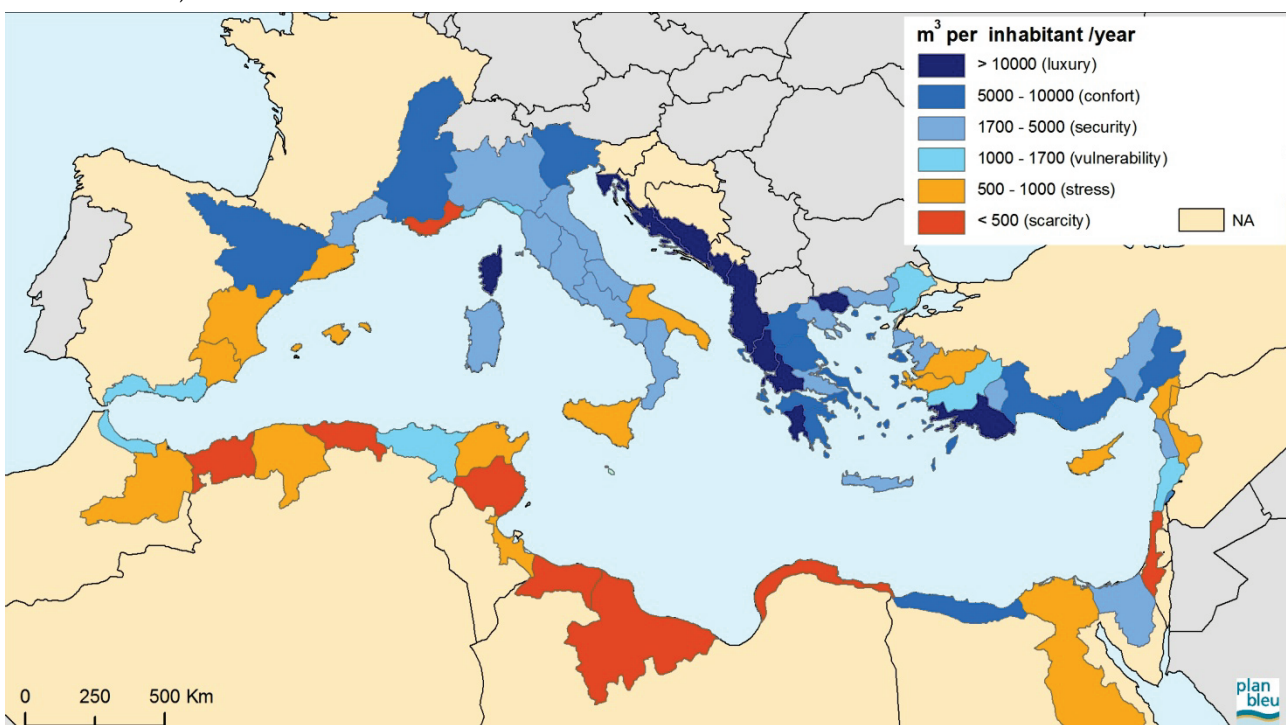 m³ per inhabitant /year
> 10000 (luxury)
5000 - 10000 (confort)
1700 - 5000 (security)
1000 - 1700 (vulnerability)
500 - 1000 (stress)
< 500 (scarcity)
NA
0 250 500 Km
plan
bleu